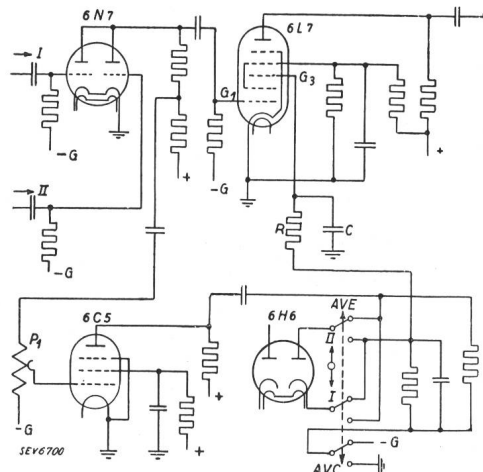 6N7
6L7
I
G1
G3
-G
+
-G
+
II
-G
R
C
6C5
6H6
AVE
II
I
P1
-G
+
-G
AVC
SEV6700